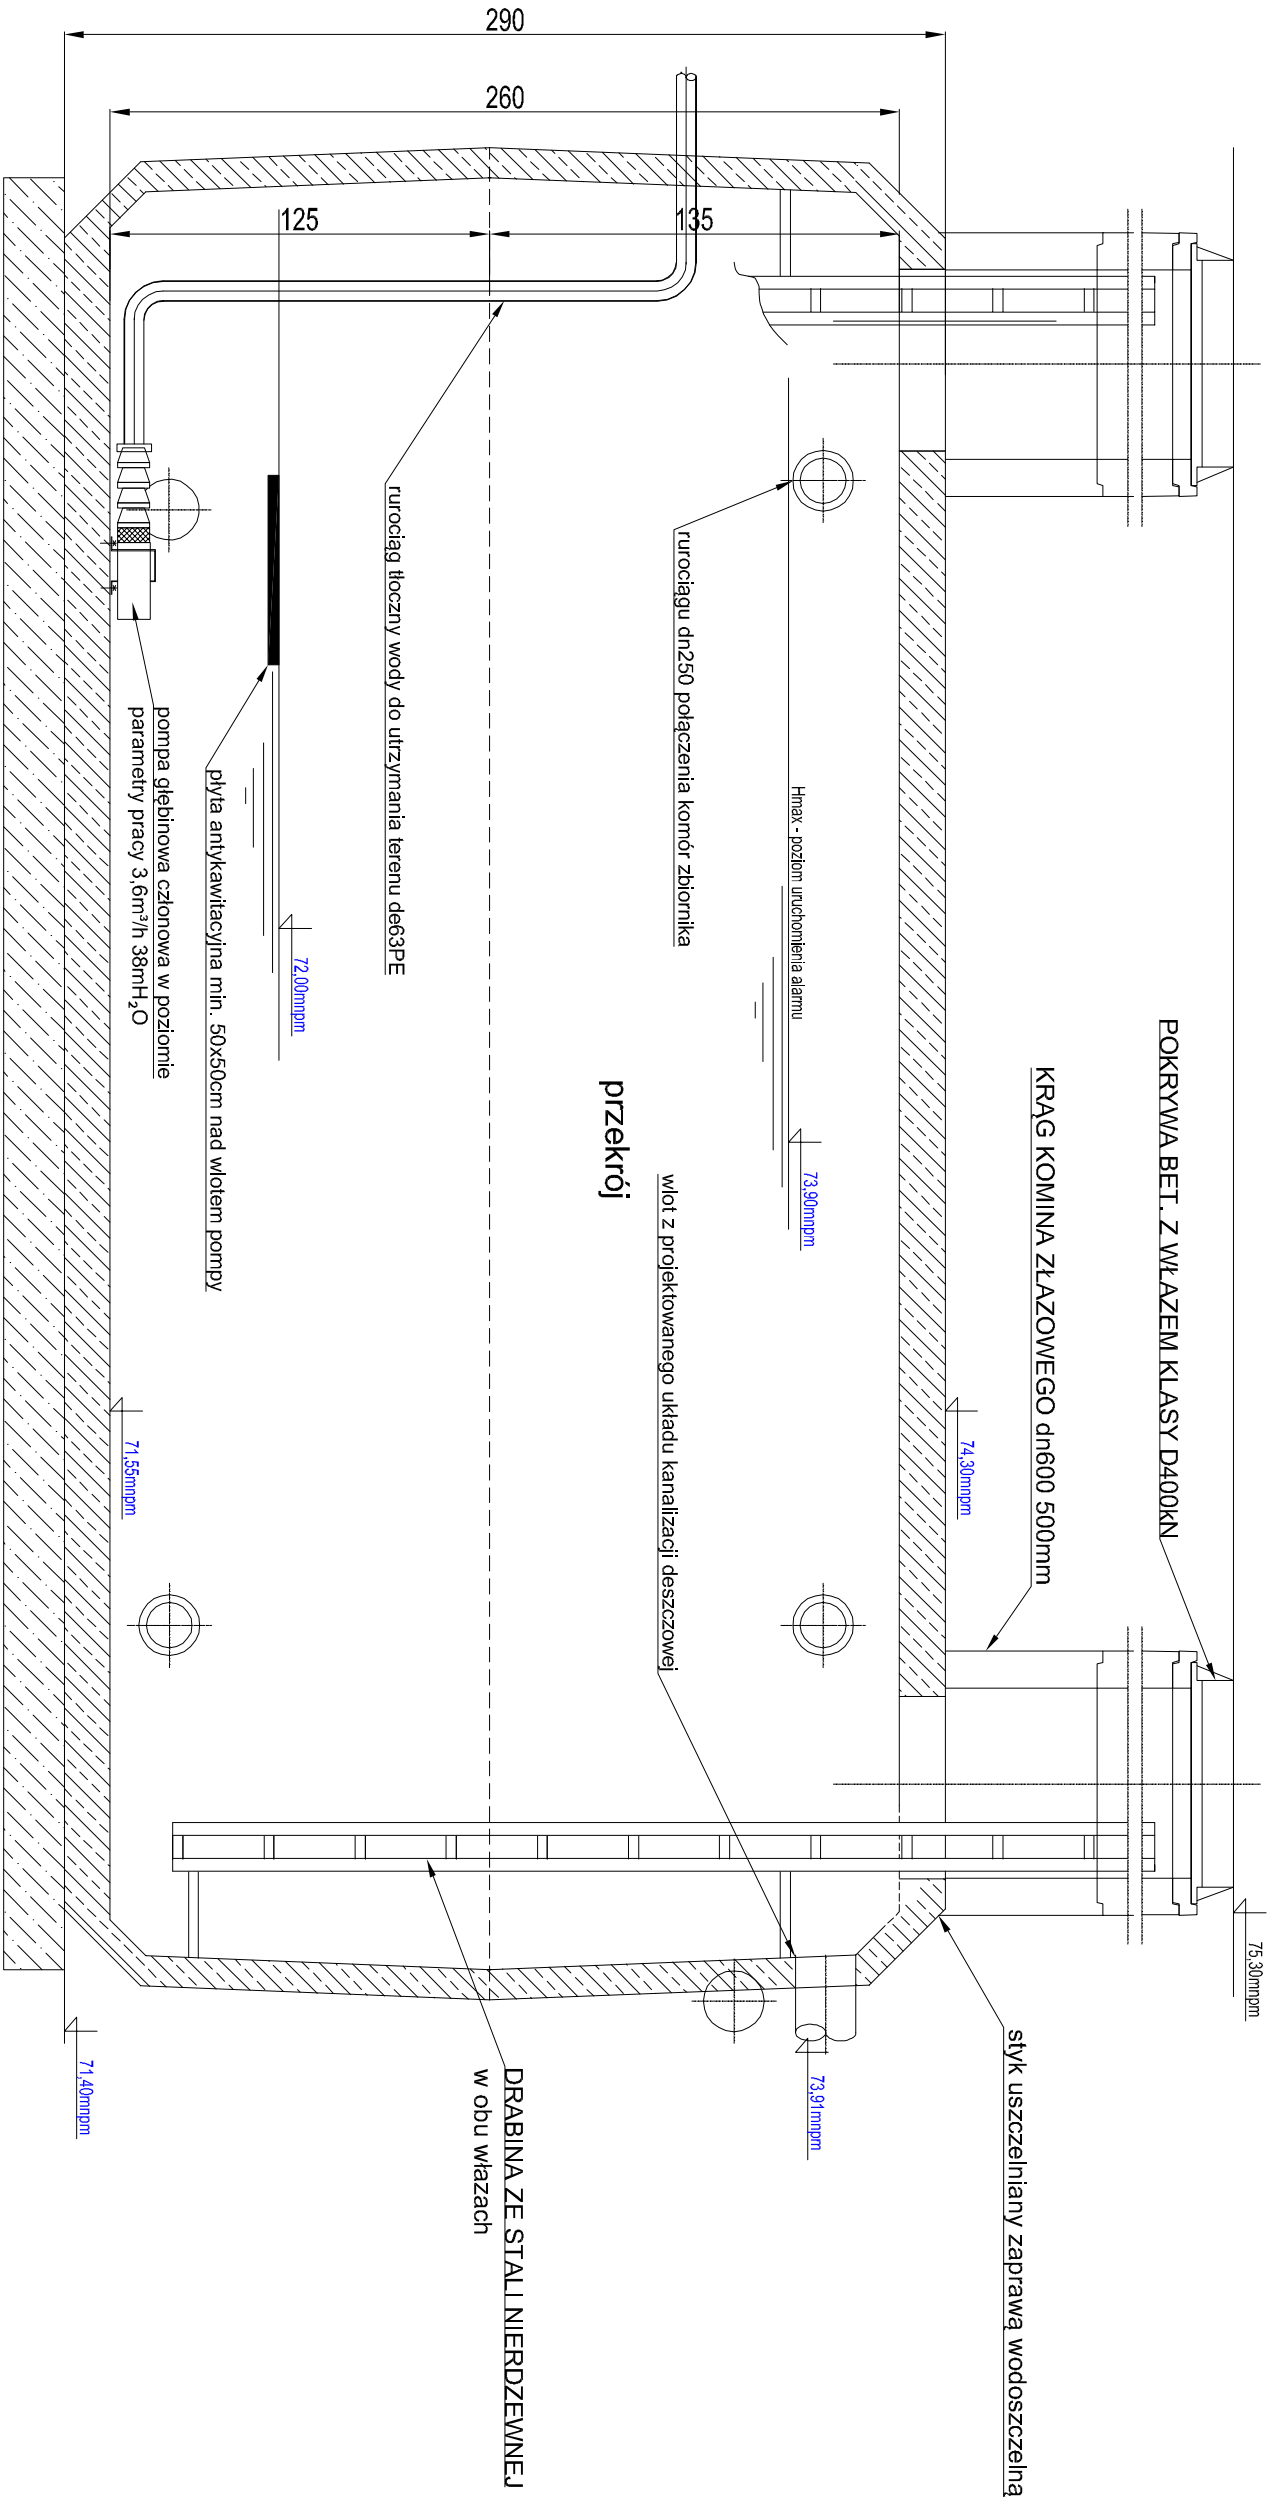 290
260
125
135
75,30mnpm
POKRYWA BET. Z WŁAZEM KLASY D400kN
KRĄG KOMINA ZŁAZOWEGO dn600 500mm
styk uszczelniany zaprawą wodoszczelną
74,30mnpm
73,91mnpm
73,90mnpm
Hmax - poziom uruchomienia alarmu
rurociągu dn250 połączenia komór zbiornika
wlot z projektowanego układu kanalizacji deszczowej
przekrój
DRABINA ZE STALI NIERDZEWNEJ
w obu włazach
rurociąg tłoczny wody do utrzymania terenu de63PE
72,00mnpm
płyta antykawitacyjna min. 50x50cm nad wlotem pompy
pompa głębinowa członowa w poziomie
parametry pracy 3,6m³/h 38mH₂O
71,55mnpm
71,40mnpm